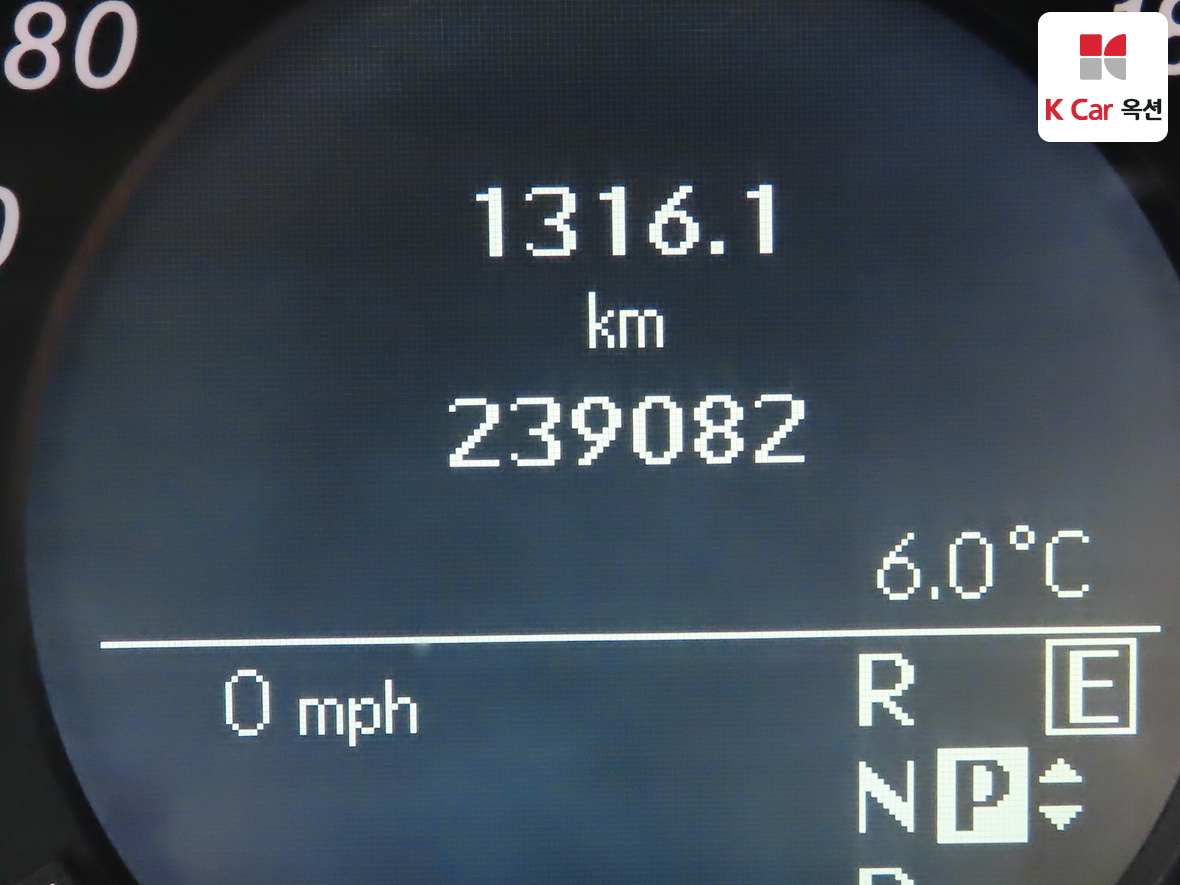 80
K Car 옥션
1316.1
km
239082
6.0°C
0 mph
R E
N P